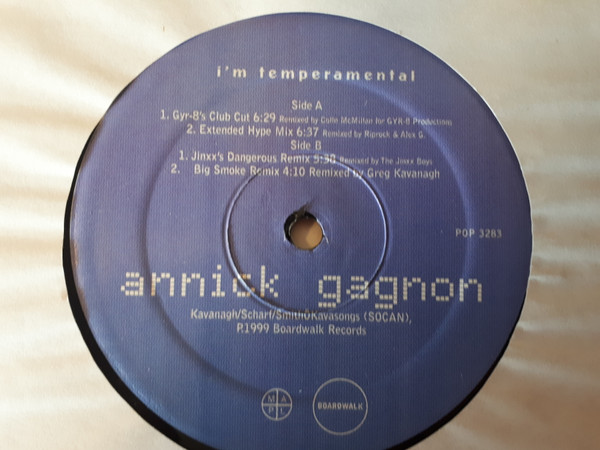 i'm temperamental
Side A
1. Gyr-8's Club Cut 6:29 Remixed by Colin McMillan for GYR-8 Productions
2. Extended Hype Mix 6:37 Remixed by Riprock & Alex G.
Side B
1. Jinxx's Dangerous Remix 5:30 Remixed by The Jinxx Boys
2. Big Smoke Remix 4:10 Remixed by Greg Kavanagh
POP 3283
annick gagnon
Kavanagh/Scharf/Smith©Kavasongs (SOCAN),
P.1999 Boardwalk Records
M A
P L
BOARDWALK